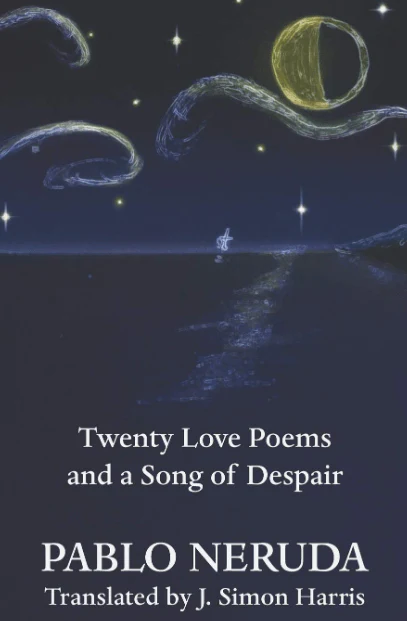 Twenty Love Poems
and a Song of Despair
PABLO NERUDA
Translated by J. Simon Harris